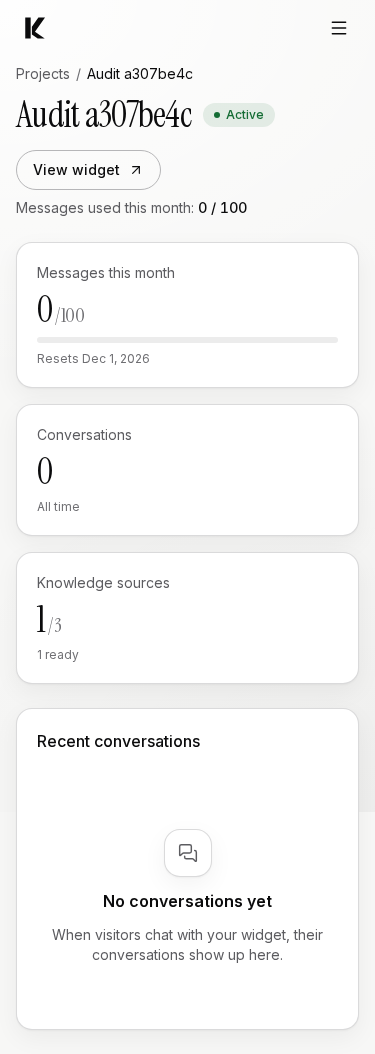 K
Projects / Audit a307be4c
Audit a307be4c
Active
View widget
Messages used this month: 0 / 100
Messages this month
0/100
Resets Dec 1, 2026
Conversations
0
All time
Knowledge sources
1/3
1 ready
Recent conversations
No conversations yet
When visitors chat with your widget, their
conversations show up here.